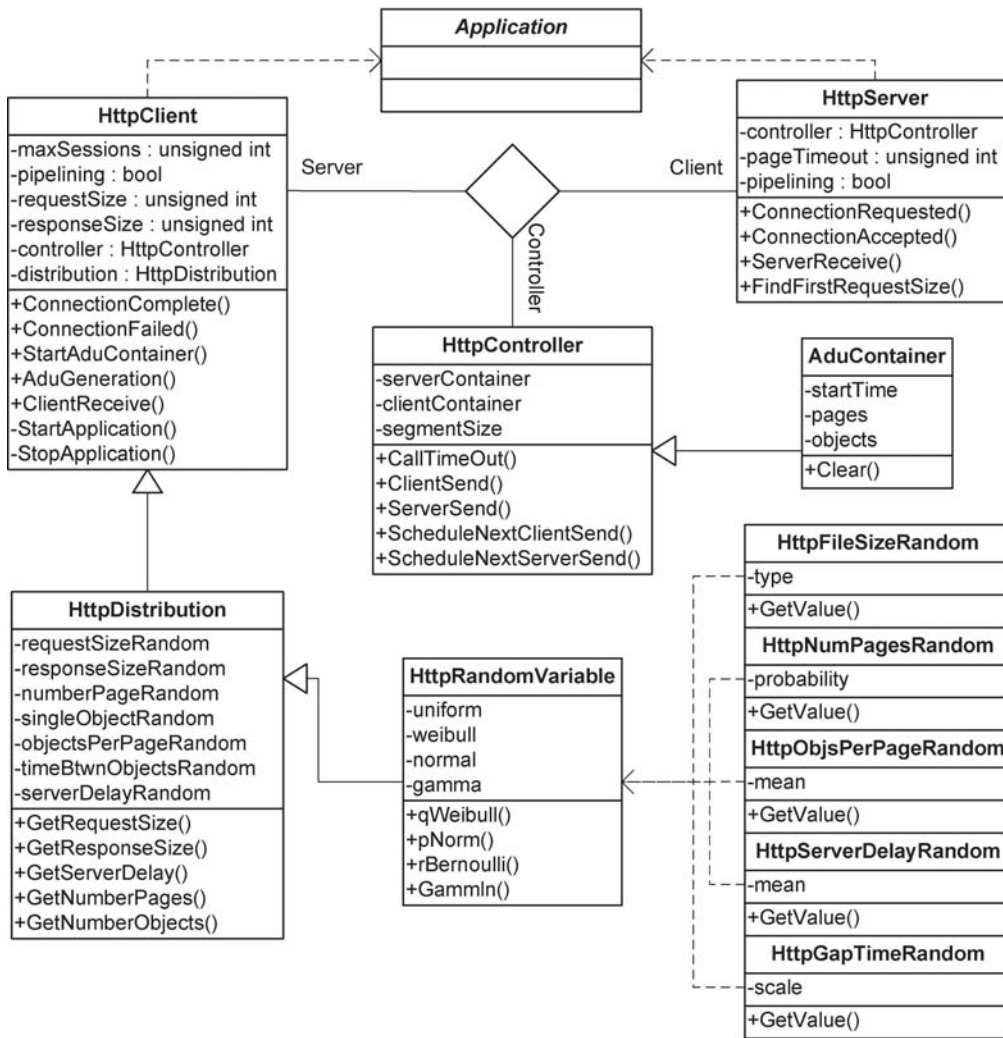 Application
HttpClient
-maxSessions : unsigned int
-pipelining : bool
-requestSize : unsigned int
-responseSize : unsigned int
-controller : HttpController
-distribution : HttpDistribution
+ConnectionComplete()
+ConnectionFailed()
+StartAduContainer()
+AduGeneration()
+ClientReceive()
-StartApplication()
-StopApplication()
Server
Client
Controller
HttpServer
-controller : HttpController
-pageTimeout : unsigned int
-pipelining : bool
+ConnectionRequested()
+ConnectionAccepted()
+ServerReceive()
+FindFirstRequestSize()
HttpController
-serverContainer
-clientContainer
-segmentSize
+CallTimeOut()
+ClientSend()
+ServerSend()
+ScheduleNextClientSend()
+ScheduleNextServerSend()
AduContainer
-startTime
-pages
-objects
+Clear()
HttpDistribution
-requestSizeRandom
-responseSizeRandom
-numberPageRandom
-singleObjectRandom
-objectsPerPageRandom
-timeBtwnObjectsRandom
-serverDelayRandom
+GetRequestSize()
+GetResponseSize()
+GetServerDelay()
+GetNumberPages()
+GetNumberObjects()
HttpRandomVariable
-uniform
-weibull
-normal
-gamma
+qWeibull()
+pNorm()
+rBernoulli()
+Gammln()
HttpFileSizeRandom
-type
+GetValue()
HttpNumPagesRandom
-probability
+GetValue()
HttpObjsPerPageRandom
-mean
+GetValue()
HttpServerDelayRandom
-mean
+GetValue()
HttpGapTimeRandom
-scale
+GetValue()